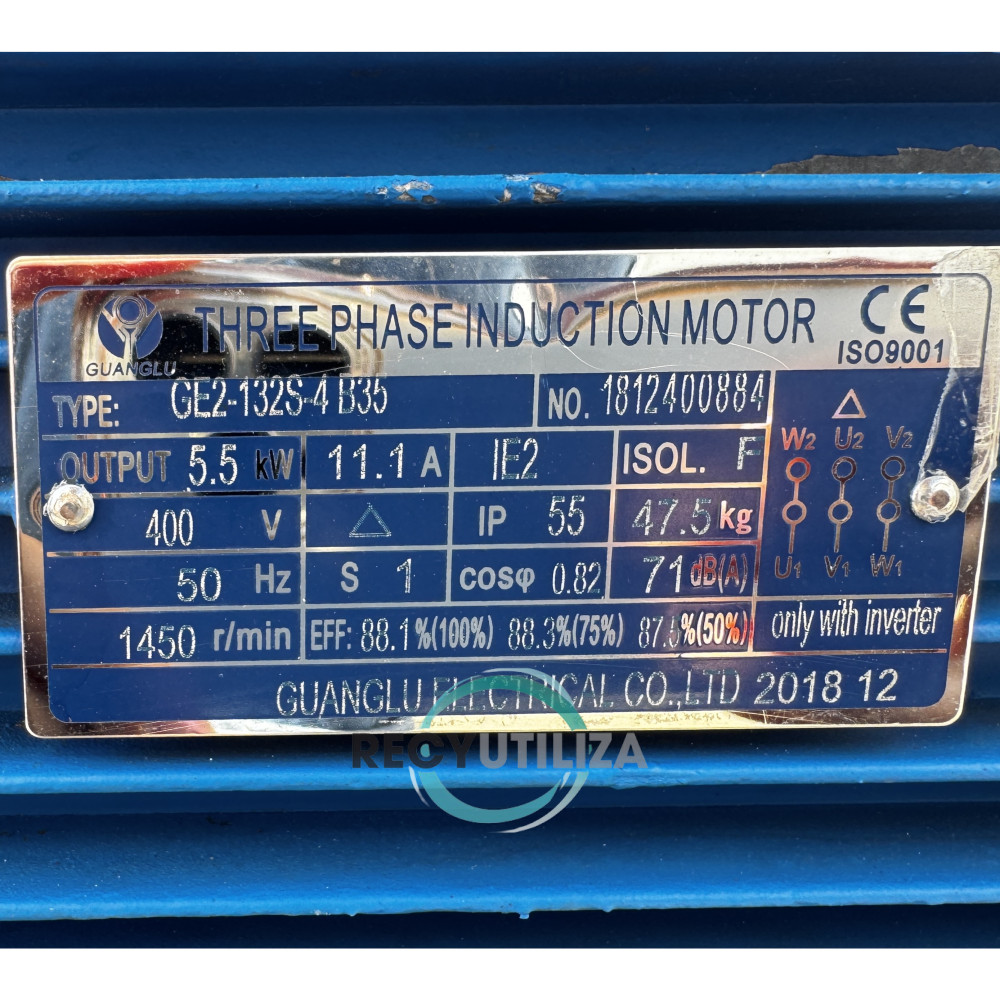 THREE PHASE INDUCTION MOTOR CE
GUANGLU ISO9001
TYPE: GE2-132S-4 B35 NO. 1812400884 △
W2 U2 V2
OUTPUT 5.5 kW 11.1 A IE2 ISOL. F
400 V △ IP 55 47.5 kg
50 Hz S 1 COSφ 0.82 71 dB(A) U1 V1 W1
1450 r/min EFF: 88.1%(100%) 88.3%(75%) %(50%) only with inverter
GUANGLU ELECTRICAL CO.,LTD 2018 12
RECYUTILIZA